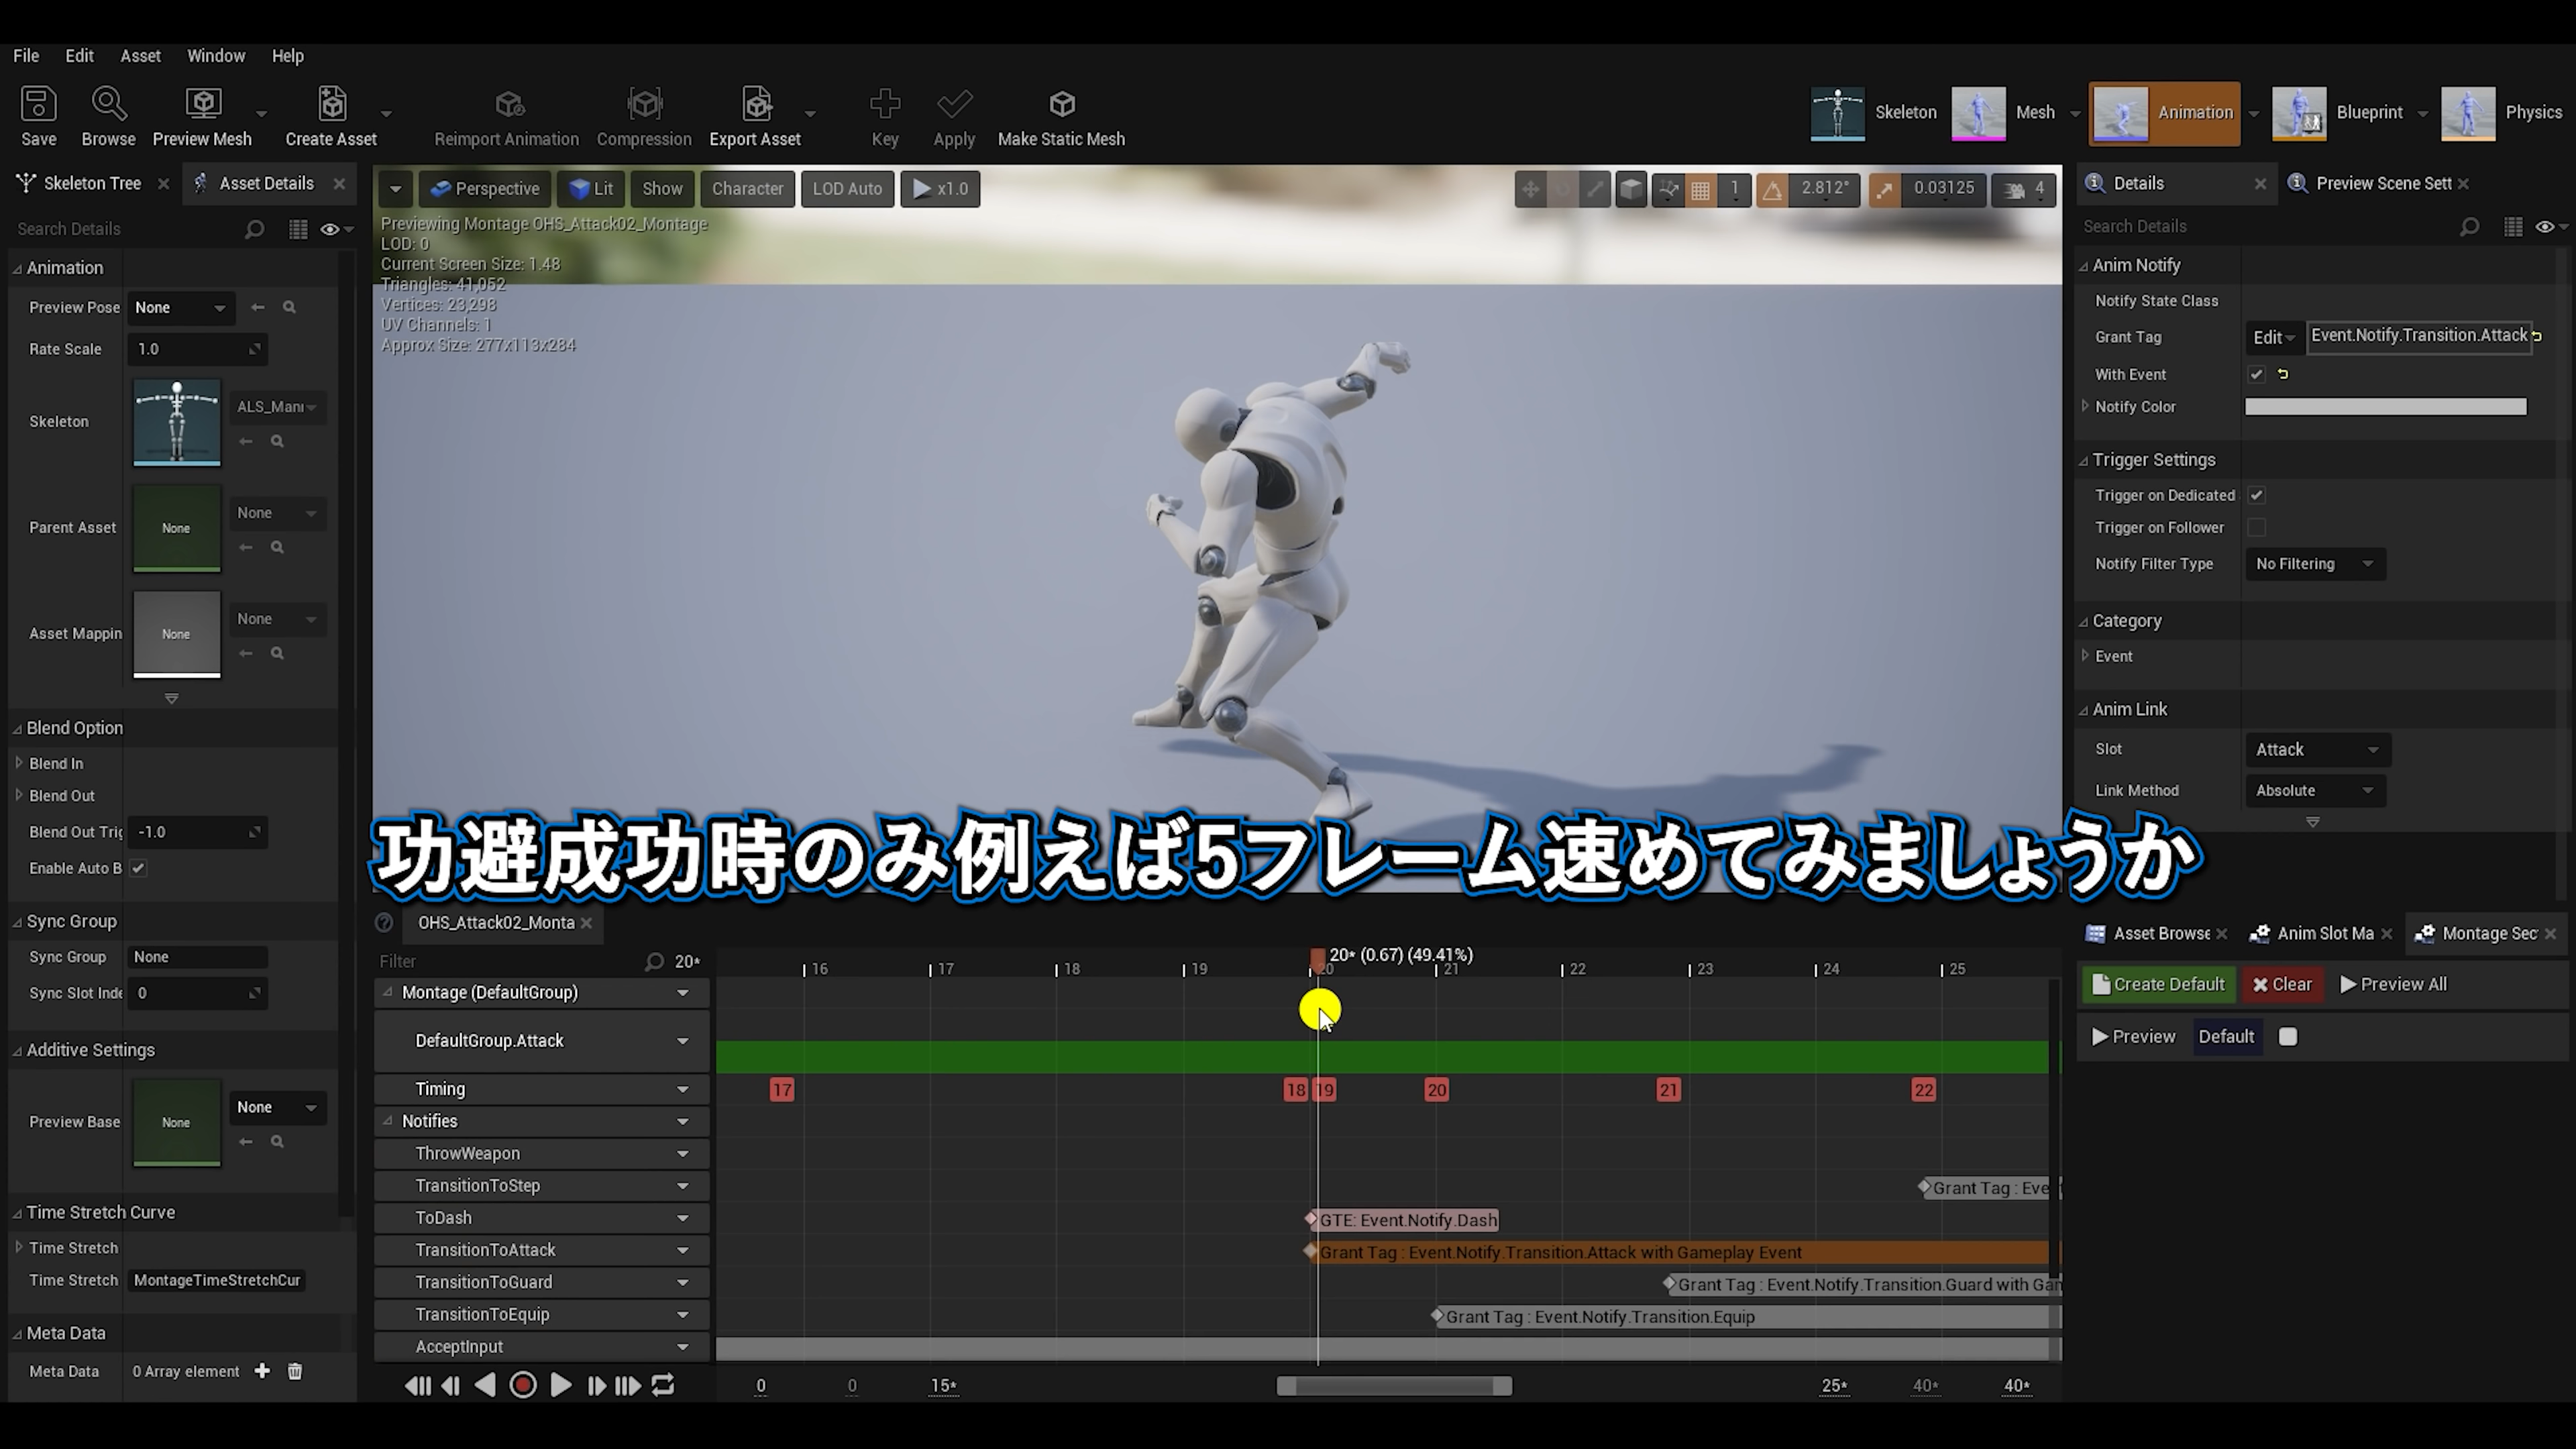 File Edit Asset Window Help
Save Browse Preview Mesh Create Asset Reimport Animation Compression Export Asset Key Apply Make Static Mesh Skeleton Mesh Animation Blueprint Physics
Skeleton Tree Asset Details
Search Details
Animation
Preview Pose None
Rate Scale 1.0
Skeleton ALS_Mann
Parent Asset None None
Asset Mappin None None
Blend Option
Blend In
Blend Out
Blend Out Trig -1.0
Enable Auto B
Sync Group
Sync Group None
Sync Slot Inde 0
Additive Settings
Preview Base None None
Time Stretch Curve
Time Stretch
Time Stretch MontageTimeStretchCur
Meta Data
Meta Data 0 Array element
Perspective Lit Show Character LOD Auto x1.0 1 2.812° 0.03125 4
Previewing Montage OHS_Attack02_Montage
LOD: 0
Current Screen Size: 1.48
Triangles: 41,052
Vertices: 23,298
UV Channels: 1
Approx Size: 277x113x284
功避成功時のみ例えば5フレーム速めてみましょうか
OHS_Attack02_Monta
Filter 20*
20* (0.67) (49.41%)
16 17 18 19 20 21 22 23 24 25
Montage (DefaultGroup)
DefaultGroup.Attack
Timing 17 18 19 20 21 22
Notifies
ThrowWeapon
TransitionToStep Grant Tag : Eve
ToDash GTE: Event.Notify.Dash
TransitionToAttack Grant Tag : Event.Notify.Transition.Attack with Gameplay Event
TransitionToGuard Grant Tag : Event.Notify.Transition.Guard with Gam
TransitionToEquip Grant Tag : Event.Notify.Transition.Equip
AcceptInput
0 0 15* 25* 40* 40*
Details Preview Scene Sett
Search Details
Anim Notify
Notify State Class
Grant Tag Edit Event.Notify.Transition.Attack
With Event
Notify Color
Trigger Settings
Trigger on Dedicated
Trigger on Follower
Notify Filter Type No Filtering
Category
Event
Anim Link
Slot Attack
Link Method Absolute
Asset Browse Anim Slot Ma Montage Sec
Create Default Clear Preview All
Preview Default